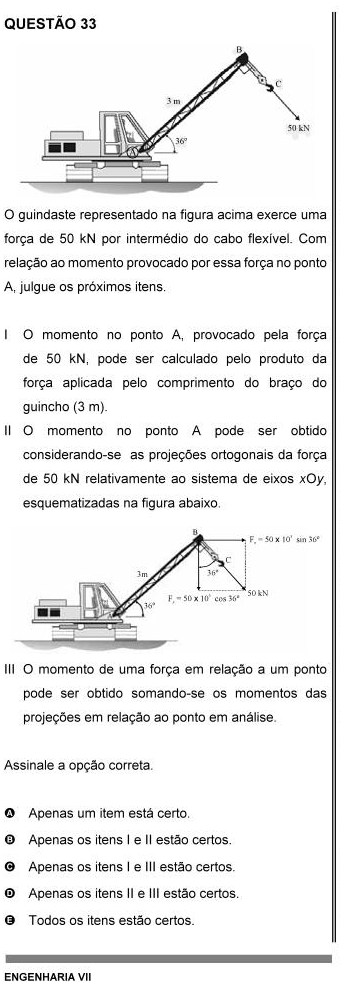 QUESTÃO 33
B
C
3 m
50 kN
36°
A
O guindaste representado na figura acima exerce uma
força de 50 kN por intermédio do cabo flexível. Com
relação ao momento provocado por essa força no ponto
A, julgue os próximos itens.
I O momento no ponto A, provocado pela força
de 50 kN, pode ser calculado pelo produto da
força aplicada pelo comprimento do braço do
guincho (3 m).
II O momento no ponto A pode ser obtido
considerando-se as projeções ortogonais da força
de 50 kN relativamente ao sistema de eixos xOy,
esquematizadas na figura abaixo.
B
Fx = 50 x 10³ sin 36°
C
3m
36°
50 kN
36°
Fy = 50 x 10³ cos 36°
III O momento de uma força em relação a um ponto
pode ser obtido somando-se os momentos das
projeções em relação ao ponto em análise.
Assinale a opção correta.
A Apenas um item está certo.
B Apenas os itens I e II estão certos.
C Apenas os itens I e III estão certos.
D Apenas os itens II e III estão certos.
E Todos os itens estão certos.
ENGENHARIA VII